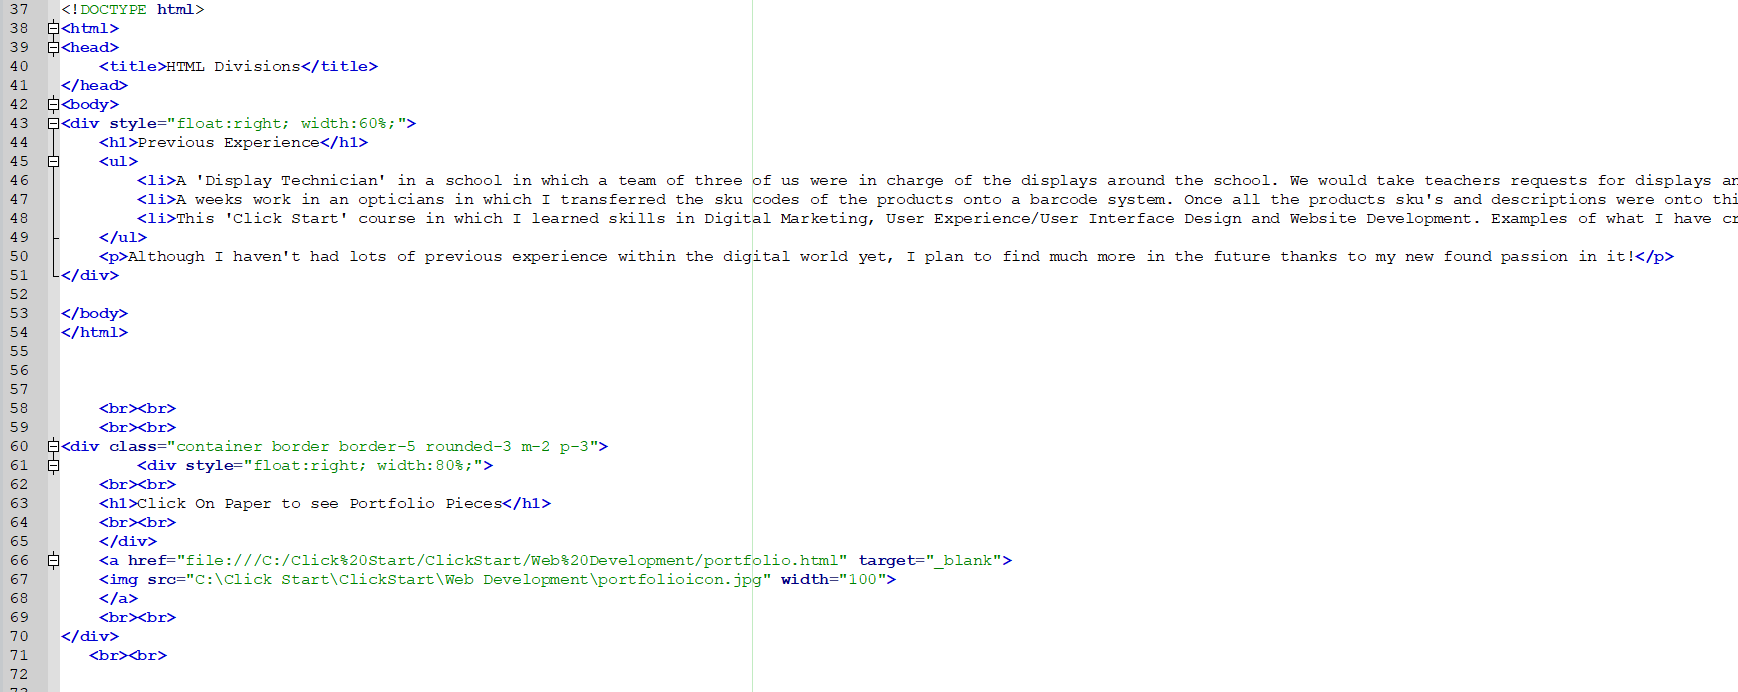 37 <!DOCTYPE html>
38 <html>
39 <head>
40 <title>HTML Divisions</title>
41 </head>
42 <body>
43 <div style="float:right; width:60%;">
44 <h1>Previous Experience</h1>
45 <ul>
46 <li>A 'Display Technician' in a school in which a team of three of us were in charge of the displays around the school. We would take teachers requests for displays an
47 <li>A weeks work in an opticians in which I transferred the sku codes of the products onto a barcode system. Once all the products sku's and descriptions were onto thi
48 <li>This 'Click Start' course in which I learned skills in Digital Marketing, User Experience/User Interface Design and Website Development. Examples of what I have cr
49 </ul>
50 <p>Although I haven't had lots of previous experience within the digital world yet, I plan to find much more in the future thanks to my new found passion in it!</p>
51 </div>
52
53 </body>
54 </html>
55
56
57
58 <br><br>
59 <br><br>
60 <div class="container border border-5 rounded-3 m-2 p-3">
61 <div style="float:right; width:80%;">
62 <br><br>
63 <h1>Click On Paper to see Portfolio Pieces</h1>
64 <br><br>
65 </div>
66 <a href="file:///C:/Click%20Start/ClickStart/Web%20Development/portfolio.html" target="_blank">
67 <img src="C:\Click Start\ClickStart\Web Development\portfolioicon.jpg" width="100">
68 </a>
69 <br><br>
70 </div>
71 <br><br>
72